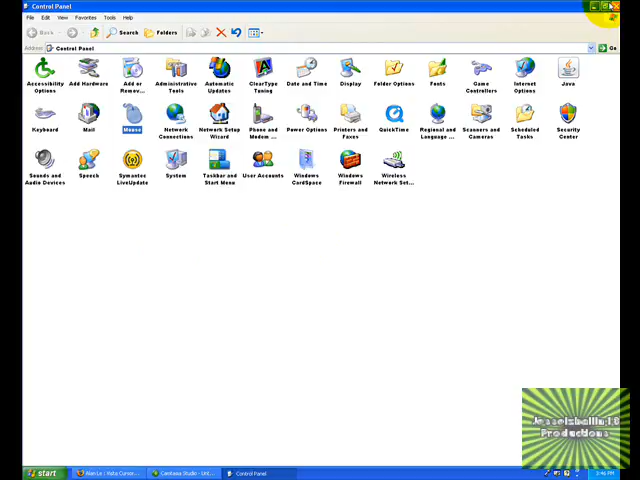 Control Panel
File Edit View Favorites Tools Help
Back Search Folders
Address Control Panel Go
Accessibility Options
Add Hardware
Add or Remov...
Administrative Tools
Automatic Updates
ClearType Tuning
Date and Time
Display
Folder Options
Fonts
Game Controllers
Internet Options
Java
Keyboard
Mail
Mouse
Network Connections
Network Setup Wizard
Phone and Modem ...
Power Options
Printers and Faxes
QuickTime
Regional and Language ...
Scanners and Cameras
Scheduled Tasks
Security Center
Sounds and Audio Devices
Speech
Symantec LiveUpdate
System
Taskbar and Start Menu
User Accounts
Windows CardSpace
Windows Firewall
Wireless Network Set...
Productions
start Camtasia Studio - Unt... Control Panel